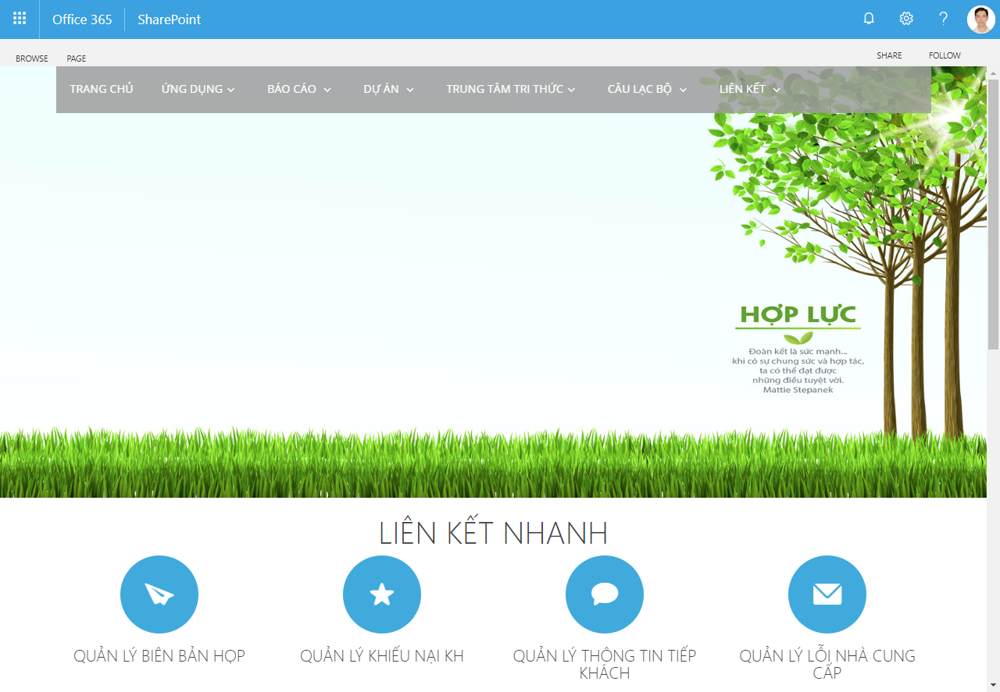 Office 365
SharePoint
BROWSE
PAGE
SHARE
FOLLOW
TRANG CHỦ
ỨNG DỤNG
BÁO CÁO
DỰ ÁN
TRUNG TÂM TRI THỨC
CÂU LẠC BỘ
LIÊN KẾT
HỢP LỰC
Đoàn kết là sức mạnh...
khi có sự chung sức và hợp tác,
ta có thể đạt được
những điều tuyệt vời.
Mattie Stepanek
LIÊN KẾT NHANH
QUẢN LÝ BIÊN BẢN HỌP
QUẢN LÝ KHIẾU NẠI KH
QUẢN LÝ THÔNG TIN TIẾP
KHÁCH
QUẢN LÝ LỖI NHÀ CUNG
CẤP